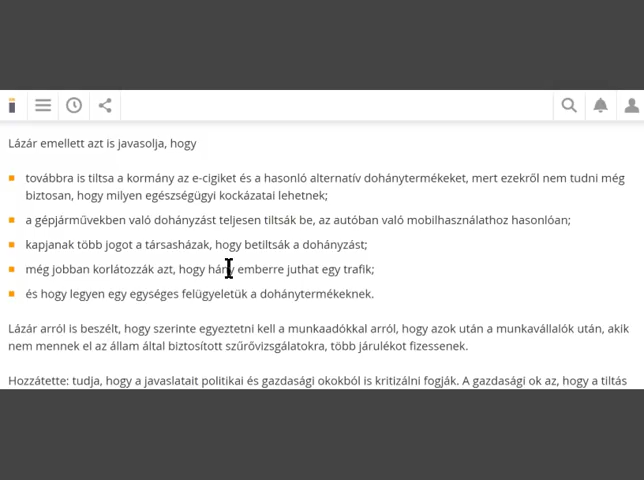 Lázár emellett azt is javasolja, hogy
továbbra is tiltsa a kormány az e-cigiket és a hasonló alternatív dohánytermékeket, mert ezekről nem tudni még
biztosan, hogy milyen egészségügyi kockázatai lehetnek;
a gépjárművekben való dohányzást teljesen tiltsák be, az autóban való mobilhasználathoz hasonlóan;
kapjanak több jogot a társasházak, hogy betiltsák a dohányzást;
még jobban korlátozzák azt, hogy hány emberre juthat egy trafik;
és hogy legyen egy egységes felügyeletük a dohánytermékeknek.
Lázár arról is beszélt, hogy szerinte egyeztetni kell a munkaadókkal arról, hogy azok után a munkavállalók után, akik
nem mennek el az állam által biztosított szűrővizsgálatokra, több járulékot fizessenek.
Hozzátette: tudja, hogy a javaslatait politikai és gazdasági okokból is kritizálni fogják. A gazdasági ok az, hogy a tiltás